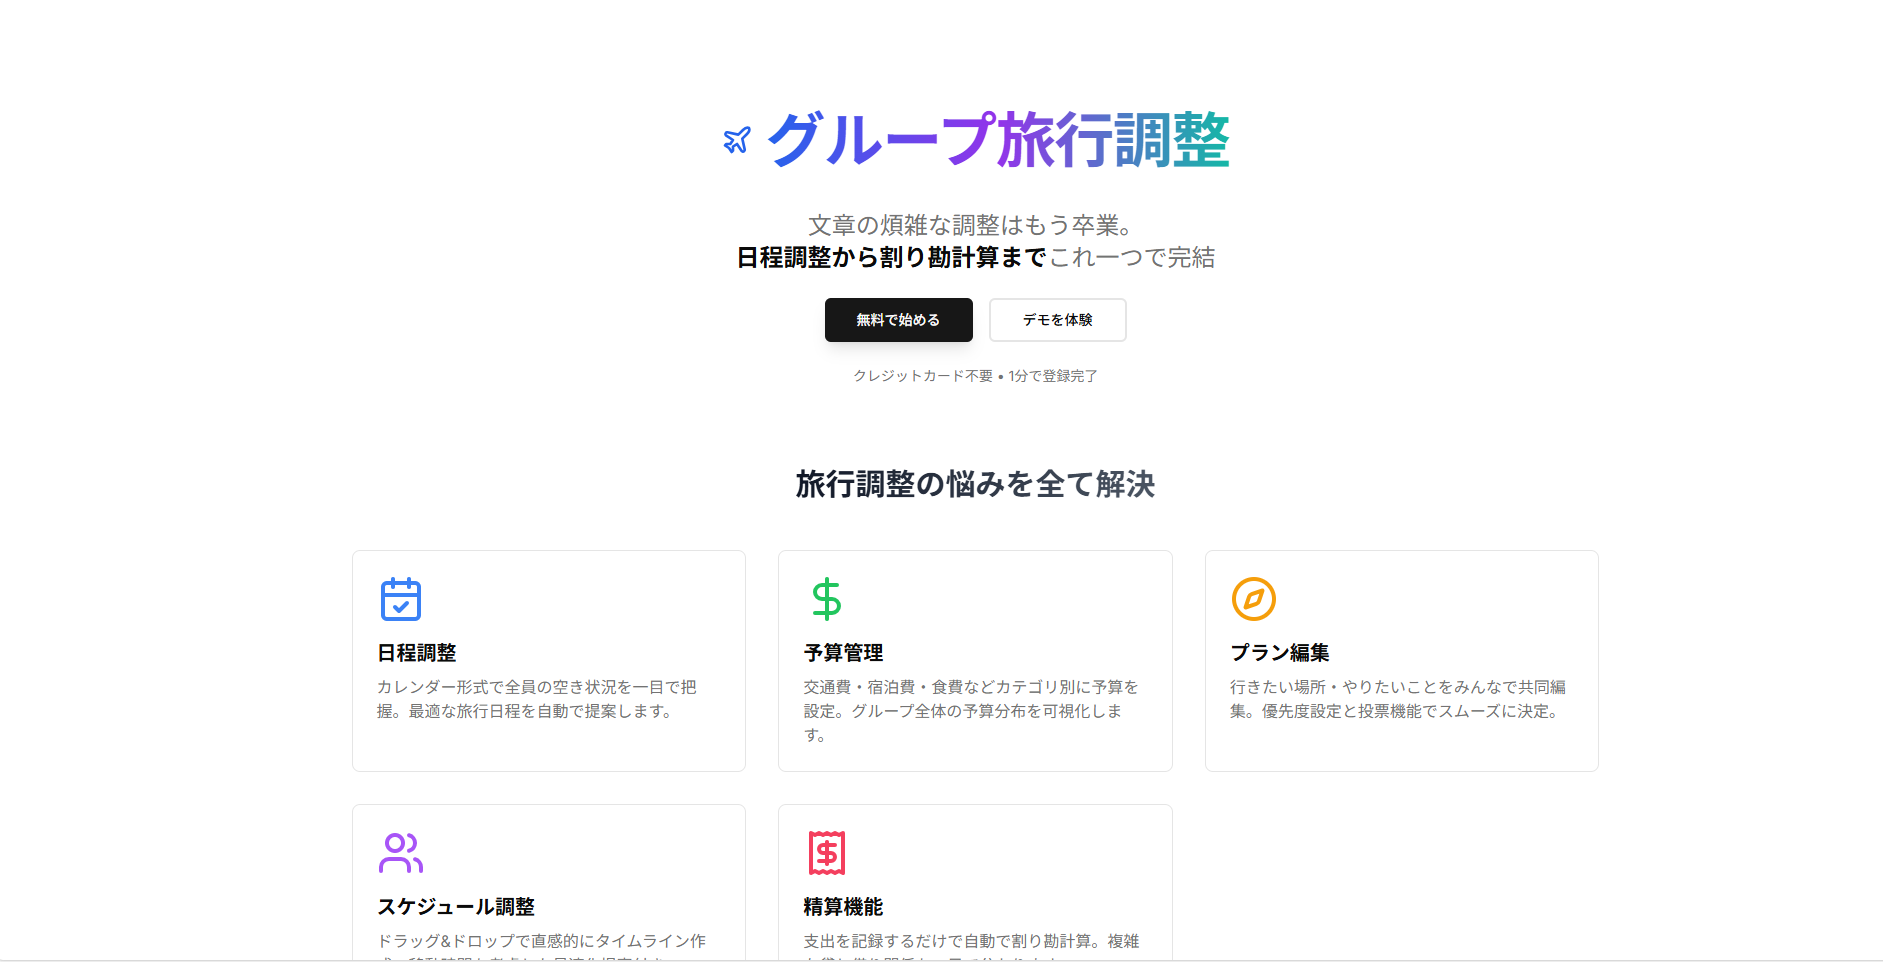 グループ旅行調整
文章の煩雑な調整はもう卒業。
日程調整から割り勘計算までこれ一つで完結
無料で始める
デモを体験
クレジットカード不要 • 1分で登録完了
旅行調整の悩みを全て解決
日程調整
カレンダー形式で全員の空き状況を一目で把
握。最適な旅行日程を自動で提案します。
予算管理
交通費・宿泊費・食費などカテゴリ別に予算を
設定。グループ全体の予算分布を可視化しま
す。
プラン編集
行きたい場所・やりたいことをみんなで共同編
集。優先度設定と投票機能でスムーズに決定。
スケジュール調整
ドラッグ&ドロップで直感的にタイムライン作
精算機能
支出を記録するだけで自動で割り勘計算。複雑